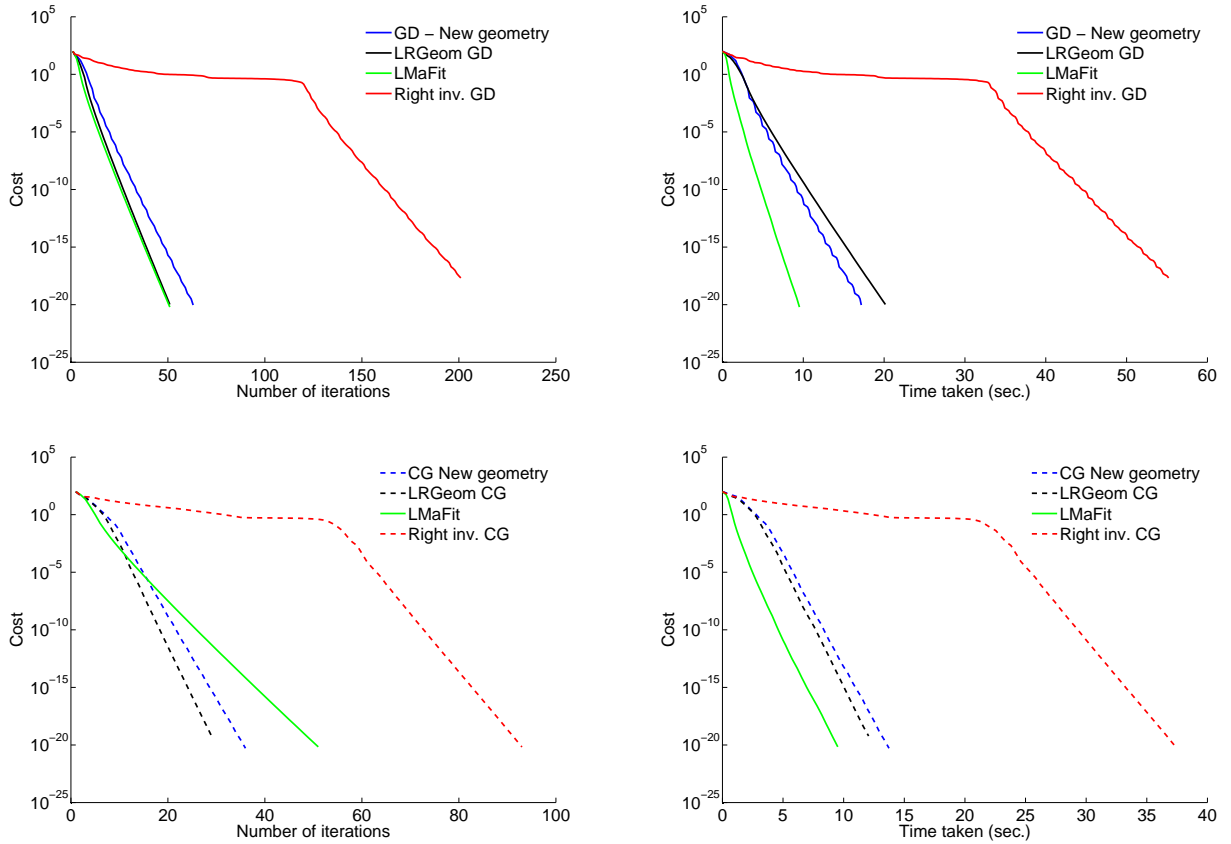 10^5
10^0
10^-5
10^-10
10^-15
10^-20
10^-25
Cost
0 50 100 150 200 250
Number of iterations
GD – New geometry
LRGeom GD
LMaFit
Right inv. GD
10^5
10^0
10^-5
10^-10
10^-15
10^-20
10^-25
Cost
0 10 20 30 40 50 60
Time taken (sec.)
GD – New geometry
LRGeom GD
LMaFit
Right inv. GD
10^5
10^0
10^-5
10^-10
10^-15
10^-20
10^-25
Cost
0 20 40 60 80 100
Number of iterations
CG New geometry
LRGeom CG
LMaFit
Right inv. CG
10^5
10^0
10^-5
10^-10
10^-15
10^-20
10^-25
Cost
0 5 10 15 20 25 30 35 40
Time taken (sec.)
CG New geometry
LRGeom CG
LMaFit
Right inv. CG